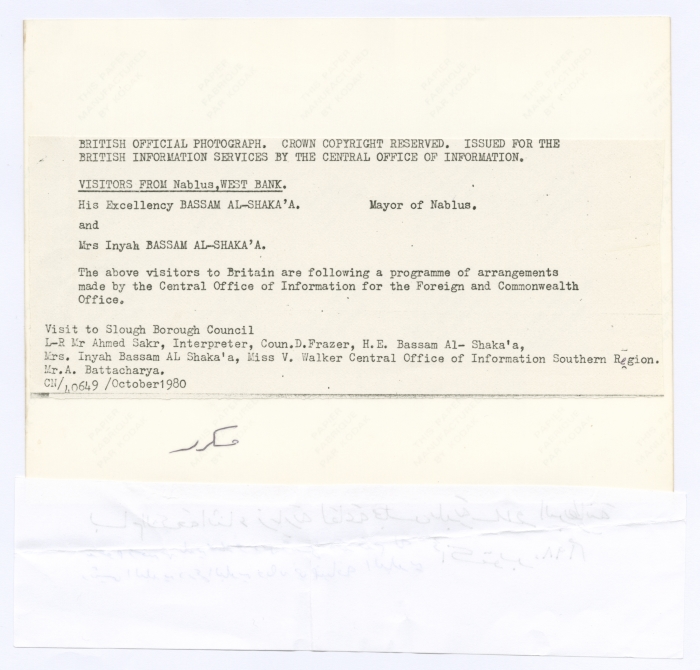 BRITISH OFFICIAL PHOTOGRAPH. CROWN COPYRIGHT RESERVED. ISSUED FOR THE
BRITISH INFORMATION SERVICES BY THE CENTRAL OFFICE OF INFORMATION.
VISITORS FROM Nablus,WEST BANK.
His Excellency BASSAM AL-SHAKA'A. Mayor of Nablus.
and
Mrs Inyah BASSAM AL-SHAKA'A.
The above visitors to Britain are following a programme of arrangements
made by the Central Office of Information for the Foreign and Commonwealth
Office.
Visit to Slough Borough Council
L-R Mr Ahmed Sakr, Interpreter, Coun.D.Frazer, H.E. Bassam Al- Shaka'a,
Mrs. Inyah Bassam AL Shaka'a, Miss V. Walker Central Office of Information Southern Region.
Mr.A. Battacharya.
CN/40649 /October1980
مكرر